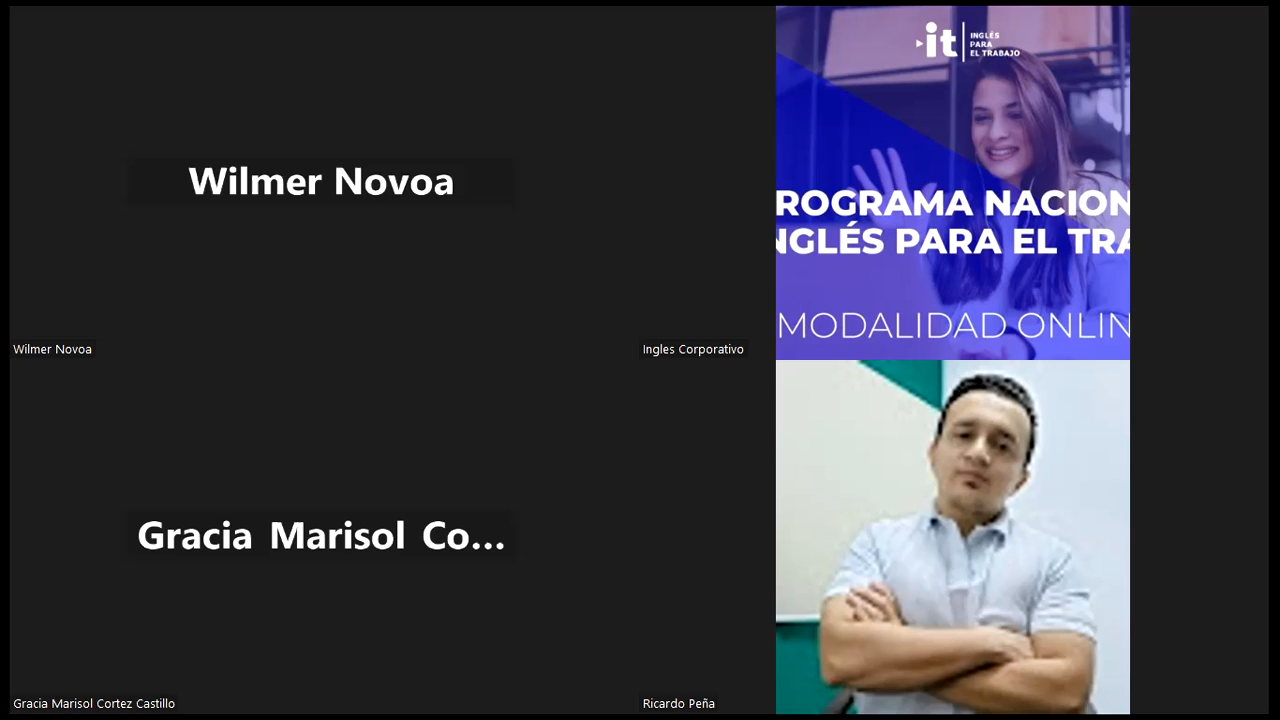 Wilmer Novoa
Wilmer Novoa
it
INGLÉS
PARA
EL TRABAJO
ROGRAMA NACION
NGLÉS PARA EL TRA
MODALIDAD ONLIN
Ingles Corporativo
Gracia Marisol Co...
Gracia Marisol Cortez Castillo
Ricardo Peña